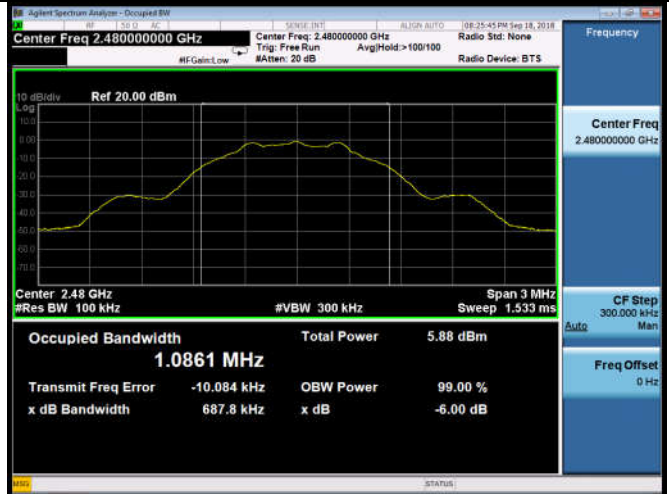 Agilent Spectrum Analyzer - Occupied BW
RF 50 Ω AC SENSE:INT ALIGN AUTO 08:25:45 PM Sep 18, 2018
Center Freq 2.480000000 GHz Center Freq: 2.480000000 GHz Radio Std: None Frequency
Trig: Free Run Avg|Hold:>100/100
#IFGain:Low #Atten: 20 dB Radio Device: BTS
10 dB/div Ref 20.00 dBm
Log
10.0
0.00
-10.0
-20.0
-30.0
-40.0
-50.0
-60.0
-70.0
Center Freq
2.480000000 GHz
Center 2.48 GHz Span 3 MHz
#Res BW 100 kHz #VBW 300 kHz Sweep 1.533 ms
CF Step
300.000 kHz
Auto Man
Occupied Bandwidth Total Power 5.88 dBm
1.0861 MHz
Transmit Freq Error -10.084 kHz OBW Power 99.00 %
x dB Bandwidth 687.8 kHz x dB -6.00 dB
Freq Offset
0 Hz
MSG STATUS